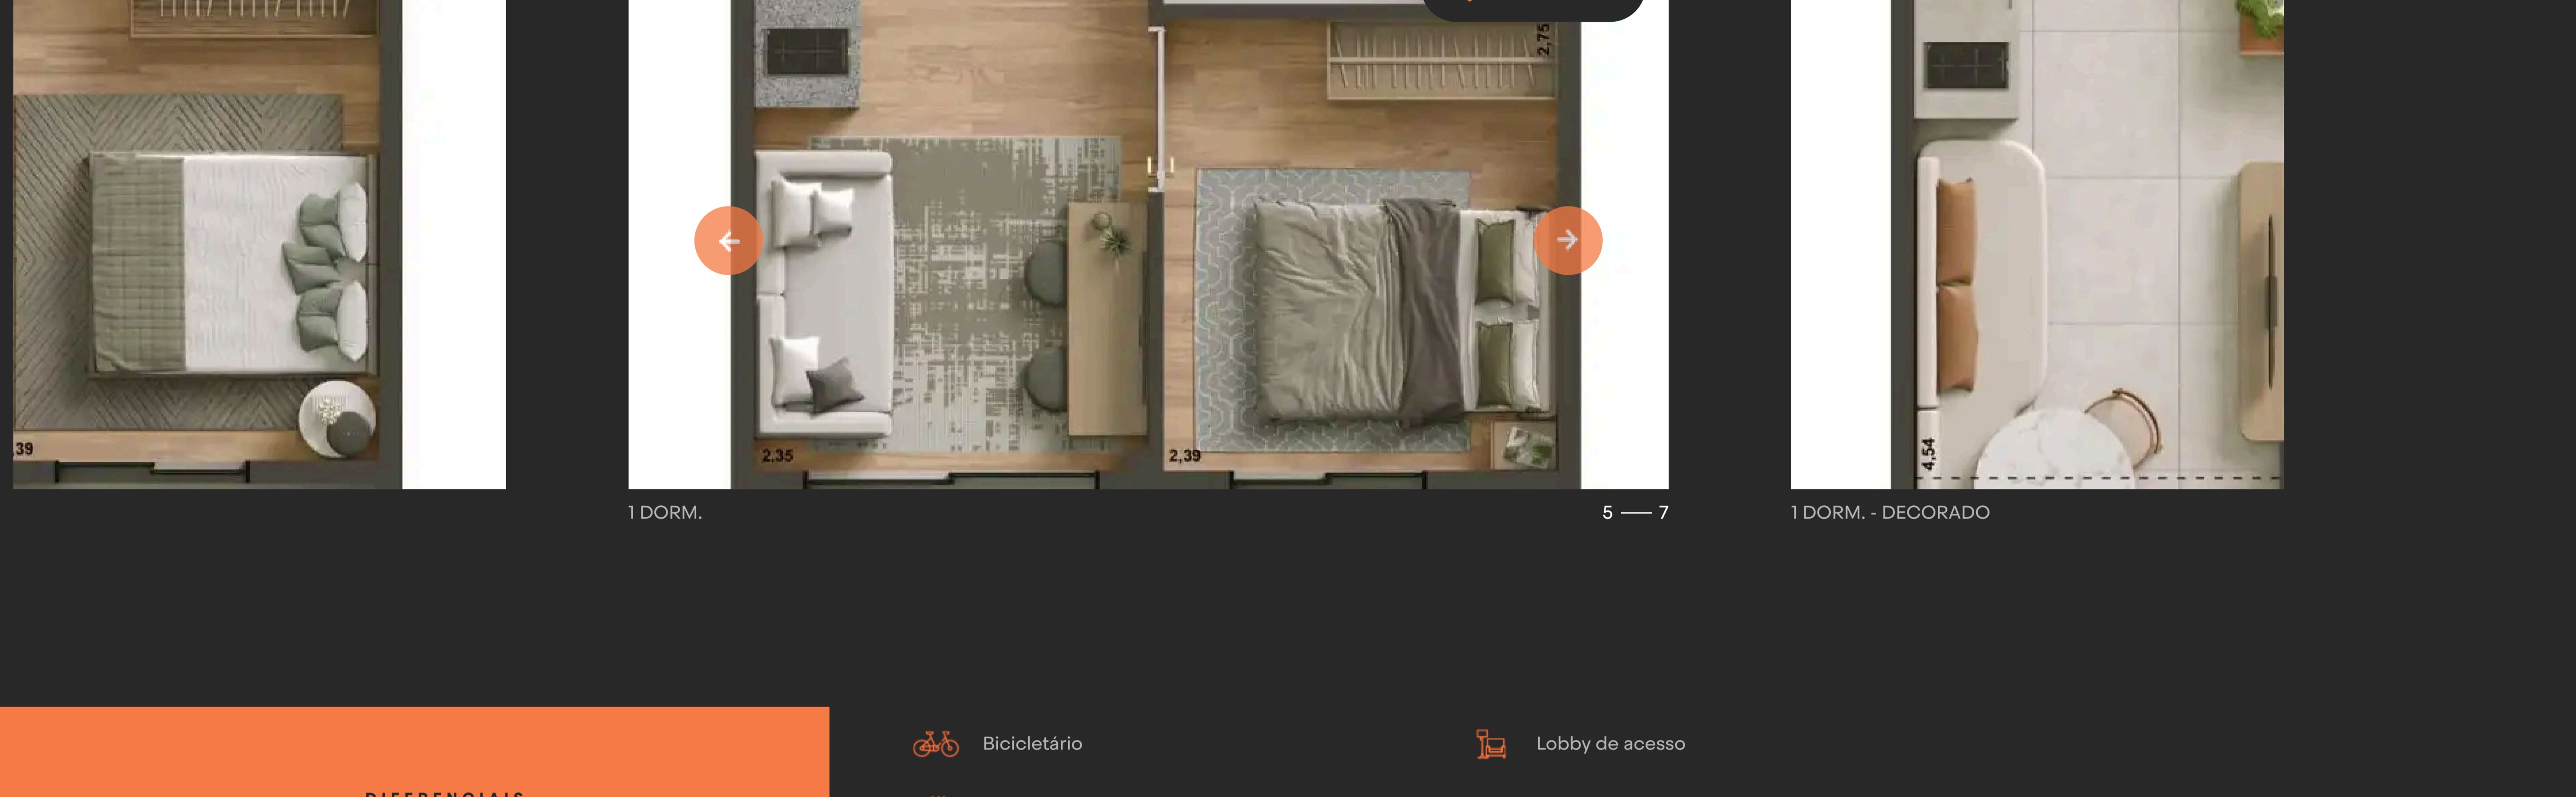 2,75
,39
2,35
2,39
4,54
1 DORM.
5 — 7
1 DORM. - DECORADO
Bicicletário
Lobby de acesso
DIFERENCIAIS